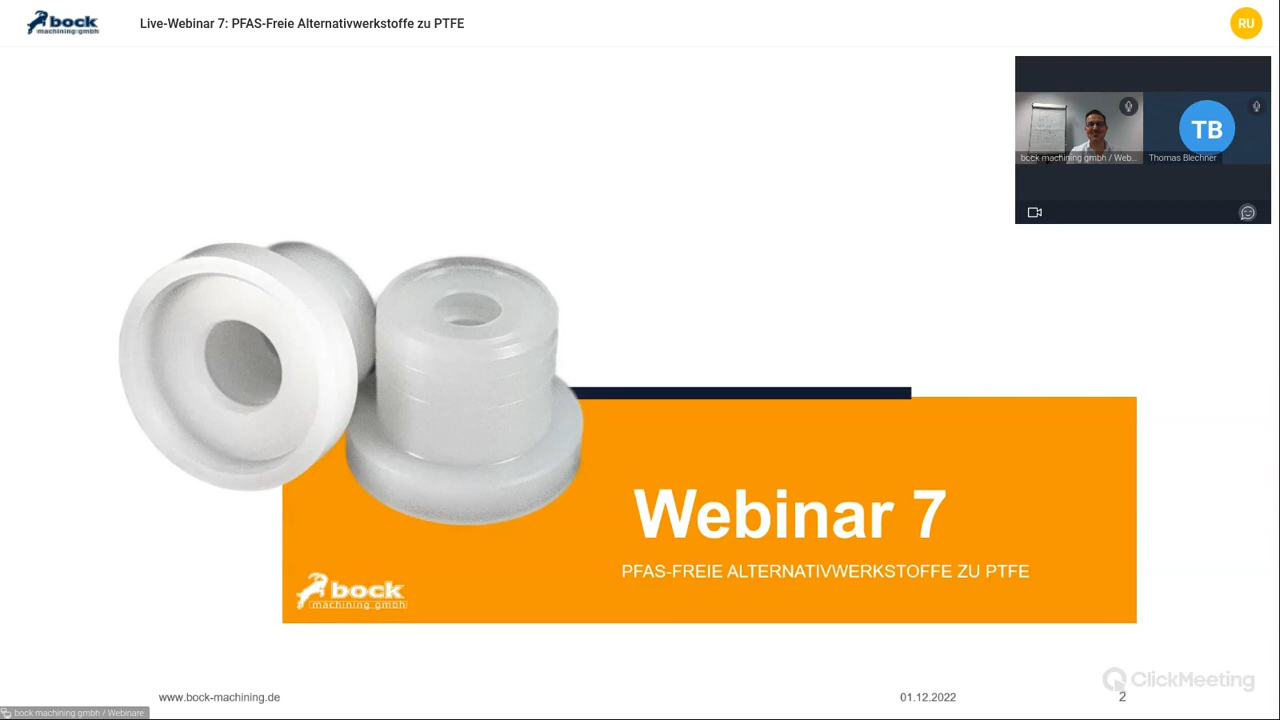 bock
machining gmbh
Live-Webinar 7: PFAS-Freie Alternativwerkstoffe zu PTFE
RU
TB
bock machining gmbh / Web...
Thomas Blechner
Webinar 7
PFAS-FREIE ALTERNATIVWERKSTOFFE ZU PTFE
bock
machining gmbh
ClickMeeting
www.bock-machining.de
01.12.2022
2
bock machining gmbh / Webinare